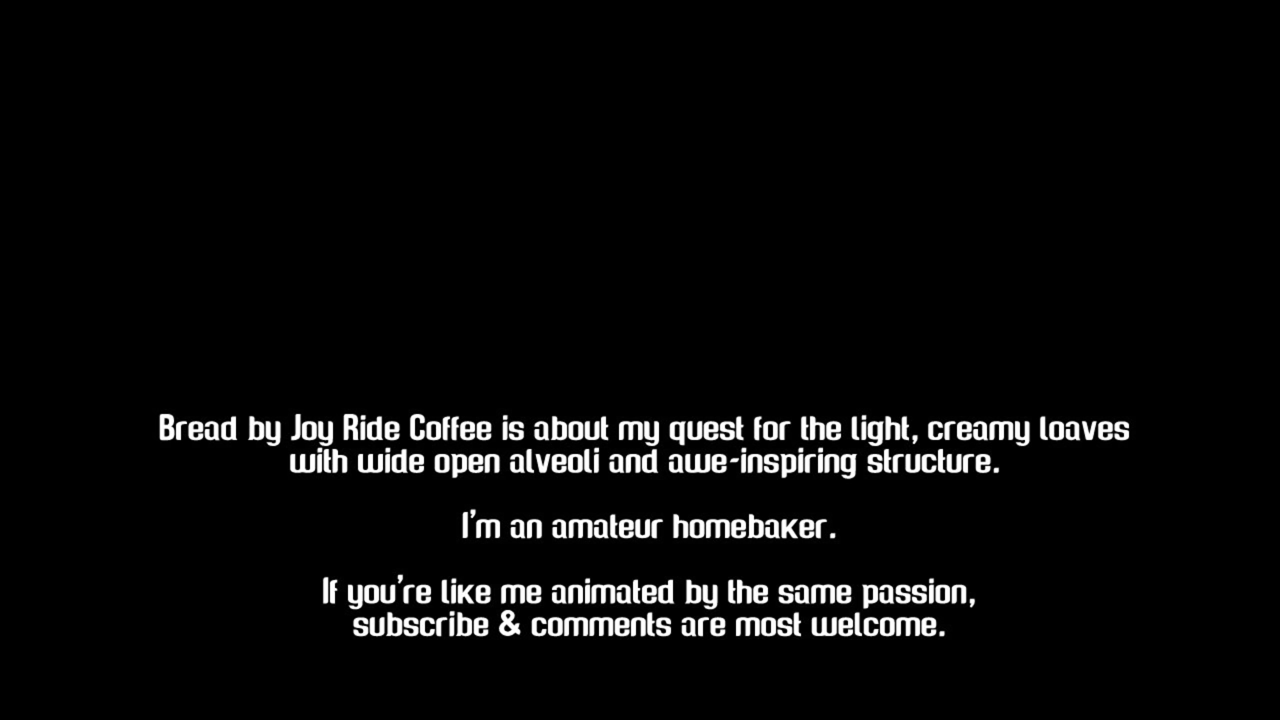 Bread by Joy Ride Coffee is about my quest for the light, creamy loaves
with wide open alveoli and awe-inspiring structure.
I'm an amateur homebaker.
If you're like me animated by the same passion,
subscribe & comments are most welcome.